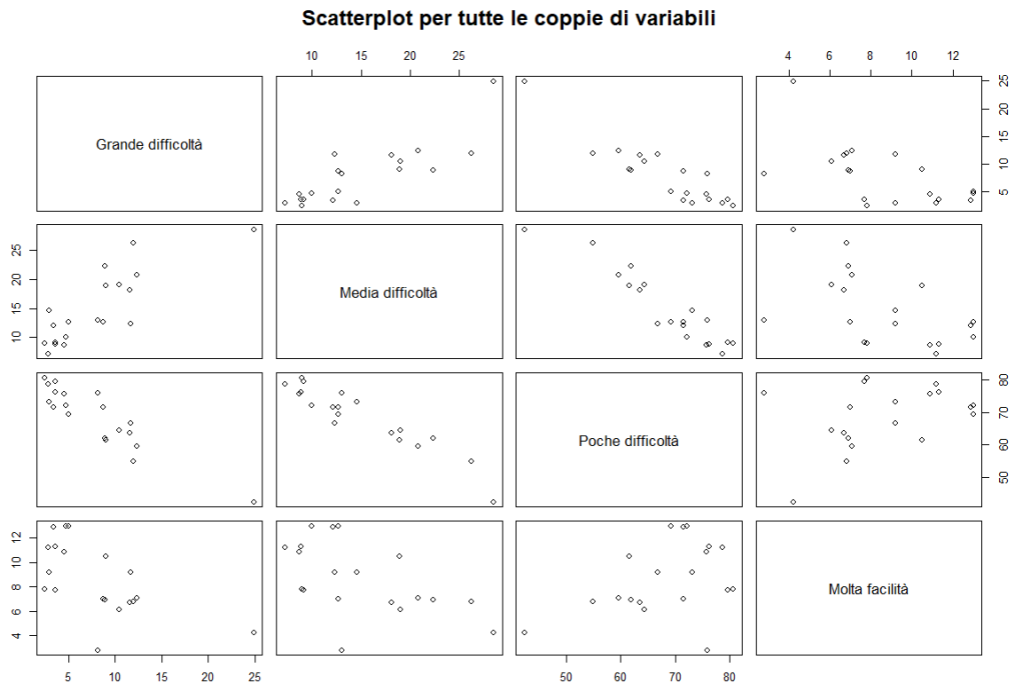 Scatterplot per tutte le coppie di variabili
10 15 20 25
4 6 8 10 12
Grande difficoltà
5 10 15 20 25
10 15 20 25
Media difficoltà
Poche difficoltà
50 60 70 80
4 6 8 10 12
Molta facilità
5 10 15 20 25
50 60 70 80